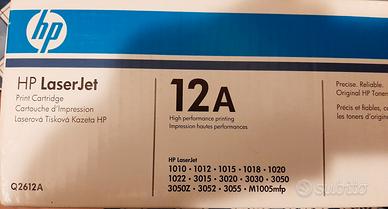 hp
HP LaserJet
Print Cartridge
Cartouche d'Impression
Laserová Tisková Kazeta HP
Q2612A
12A
High performance printing
Impression hautes performances
HP LaserJet
1010 · 1012 · 1015 · 1018 · 1020
1022 · 3015 · 3020 · 3030 · 3050
3050Z · 3052 · 3055 · M1005mfp
Precise. Reliable.
Original HP Toner
Précis et fiables, c
les toners d'origin
subito